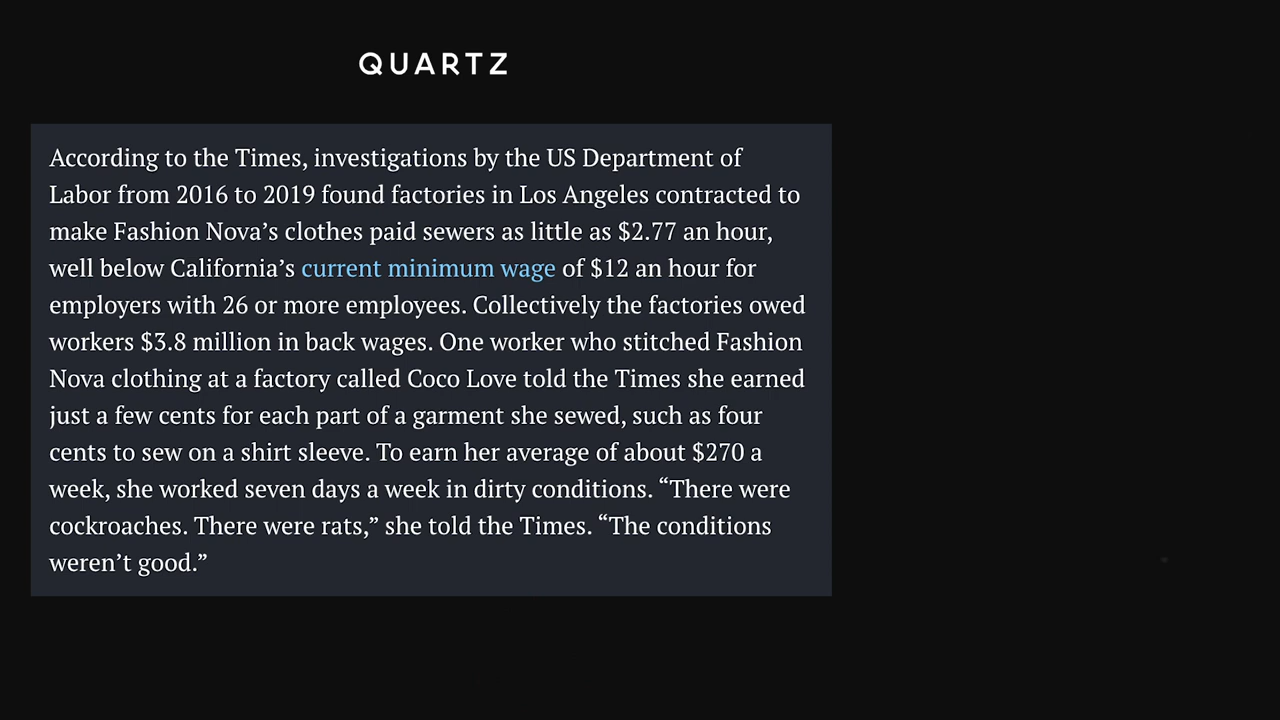 QUARTZ
According to the Times, investigations by the US Department of
Labor from 2016 to 2019 found factories in Los Angeles contracted to
make Fashion Nova’s clothes paid sewers as little as $2.77 an hour,
well below California’s current minimum wage of $12 an hour for
employers with 26 or more employees. Collectively the factories owed
workers $3.8 million in back wages. One worker who stitched Fashion
Nova clothing at a factory called Coco Love told the Times she earned
just a few cents for each part of a garment she sewed, such as four
cents to sew on a shirt sleeve. To earn her average of about $270 a
week, she worked seven days a week in dirty conditions. “There were
cockroaches. There were rats,” she told the Times. “The conditions
weren’t good.”